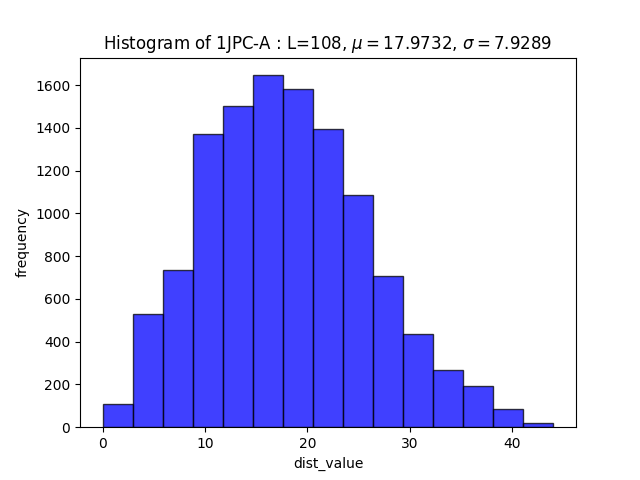 Histogram of 1JPC-A : L=108, μ = 17.9732, σ = 7.9289
1600
1400
1200
1000
800
600
400
200
0
frequency
0 10 20 30 40
dist_value